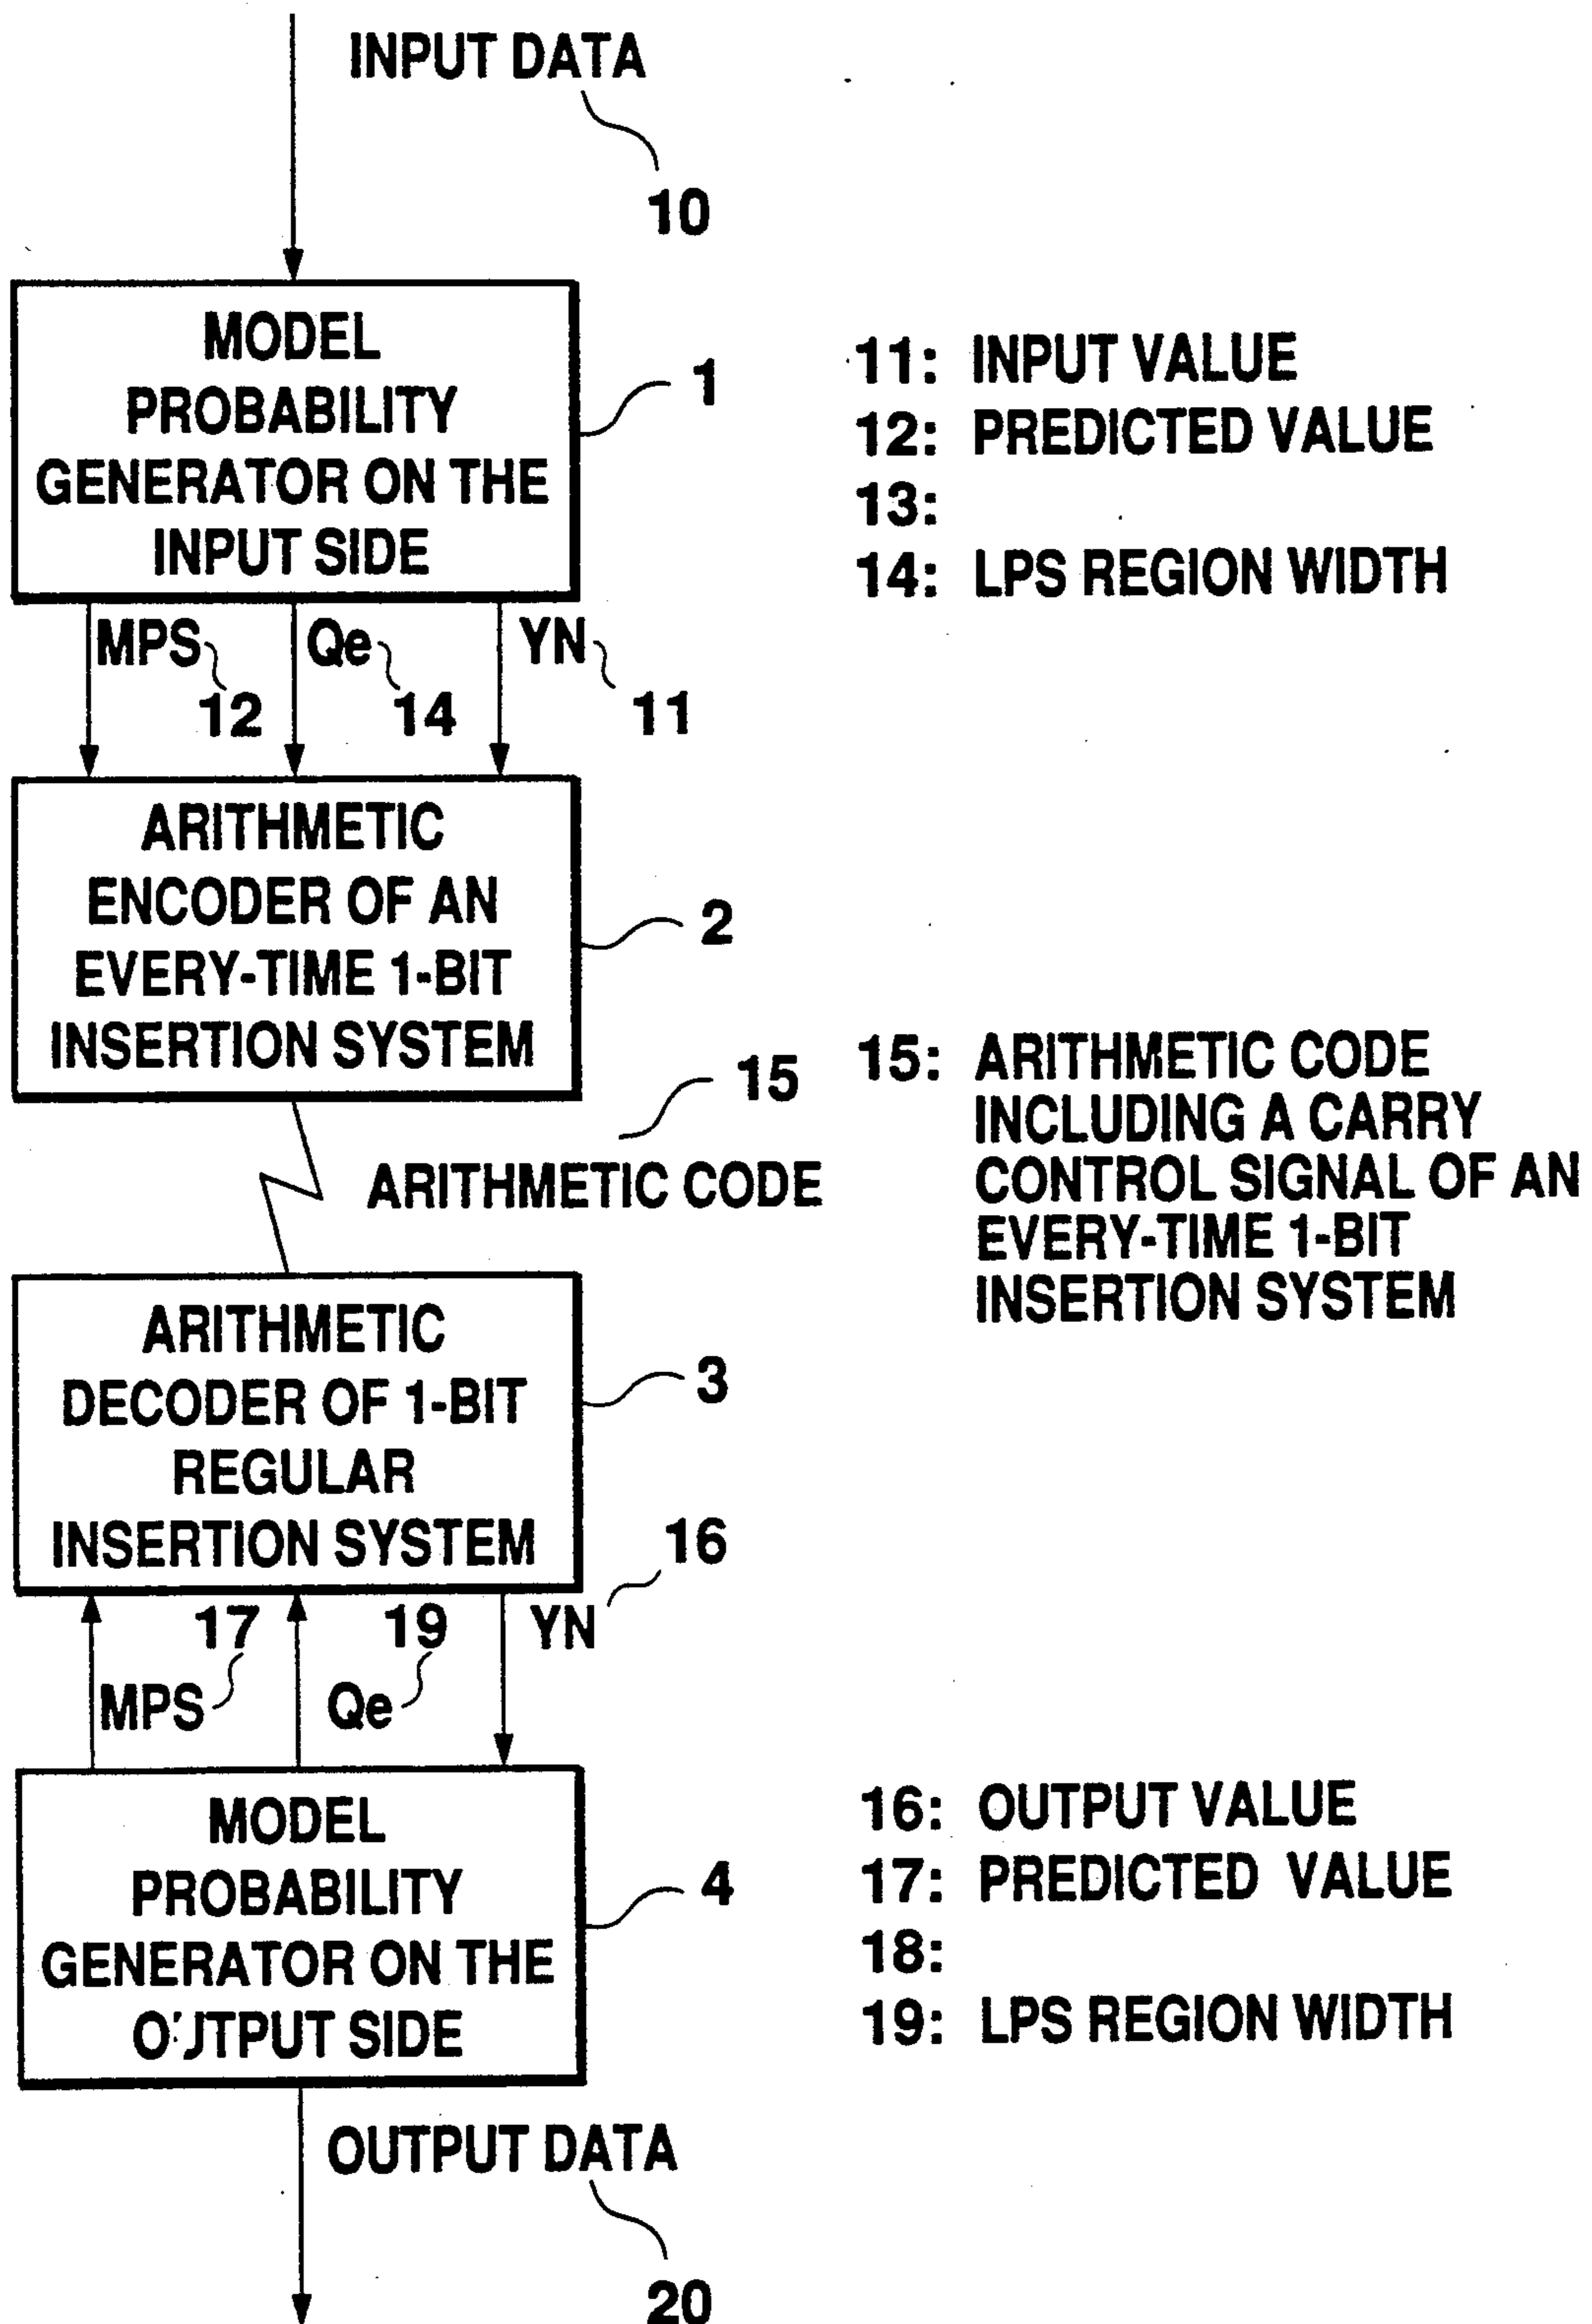 INPUT DATA
10
MODEL
PROBABILITY
GENERATOR ON THE
INPUT SIDE
1
11: INPUT VALUE
12: PREDICTED VALUE
13:
14: LPS REGION WIDTH
MPS
12
Qe
14
YN
11
ARITHMETIC
ENCODER OF AN
EVERY-TIME 1-BIT
INSERTION SYSTEM
2
15
ARITHMETIC CODE
15: ARITHMETIC CODE
INCLUDING A CARRY
CONTROL SIGNAL OF AN
EVERY-TIME 1-BIT
INSERTION SYSTEM
ARITHMETIC
DECODER OF 1-BIT
REGULAR
INSERTION SYSTEM
3
16
17
19
YN
MPS
Qe
MODEL
PROBABILITY
GENERATOR ON THE
OUTPUT SIDE
4
16: OUTPUT VALUE
17: PREDICTED VALUE
18:
19: LPS REGION WIDTH
OUTPUT DATA
20